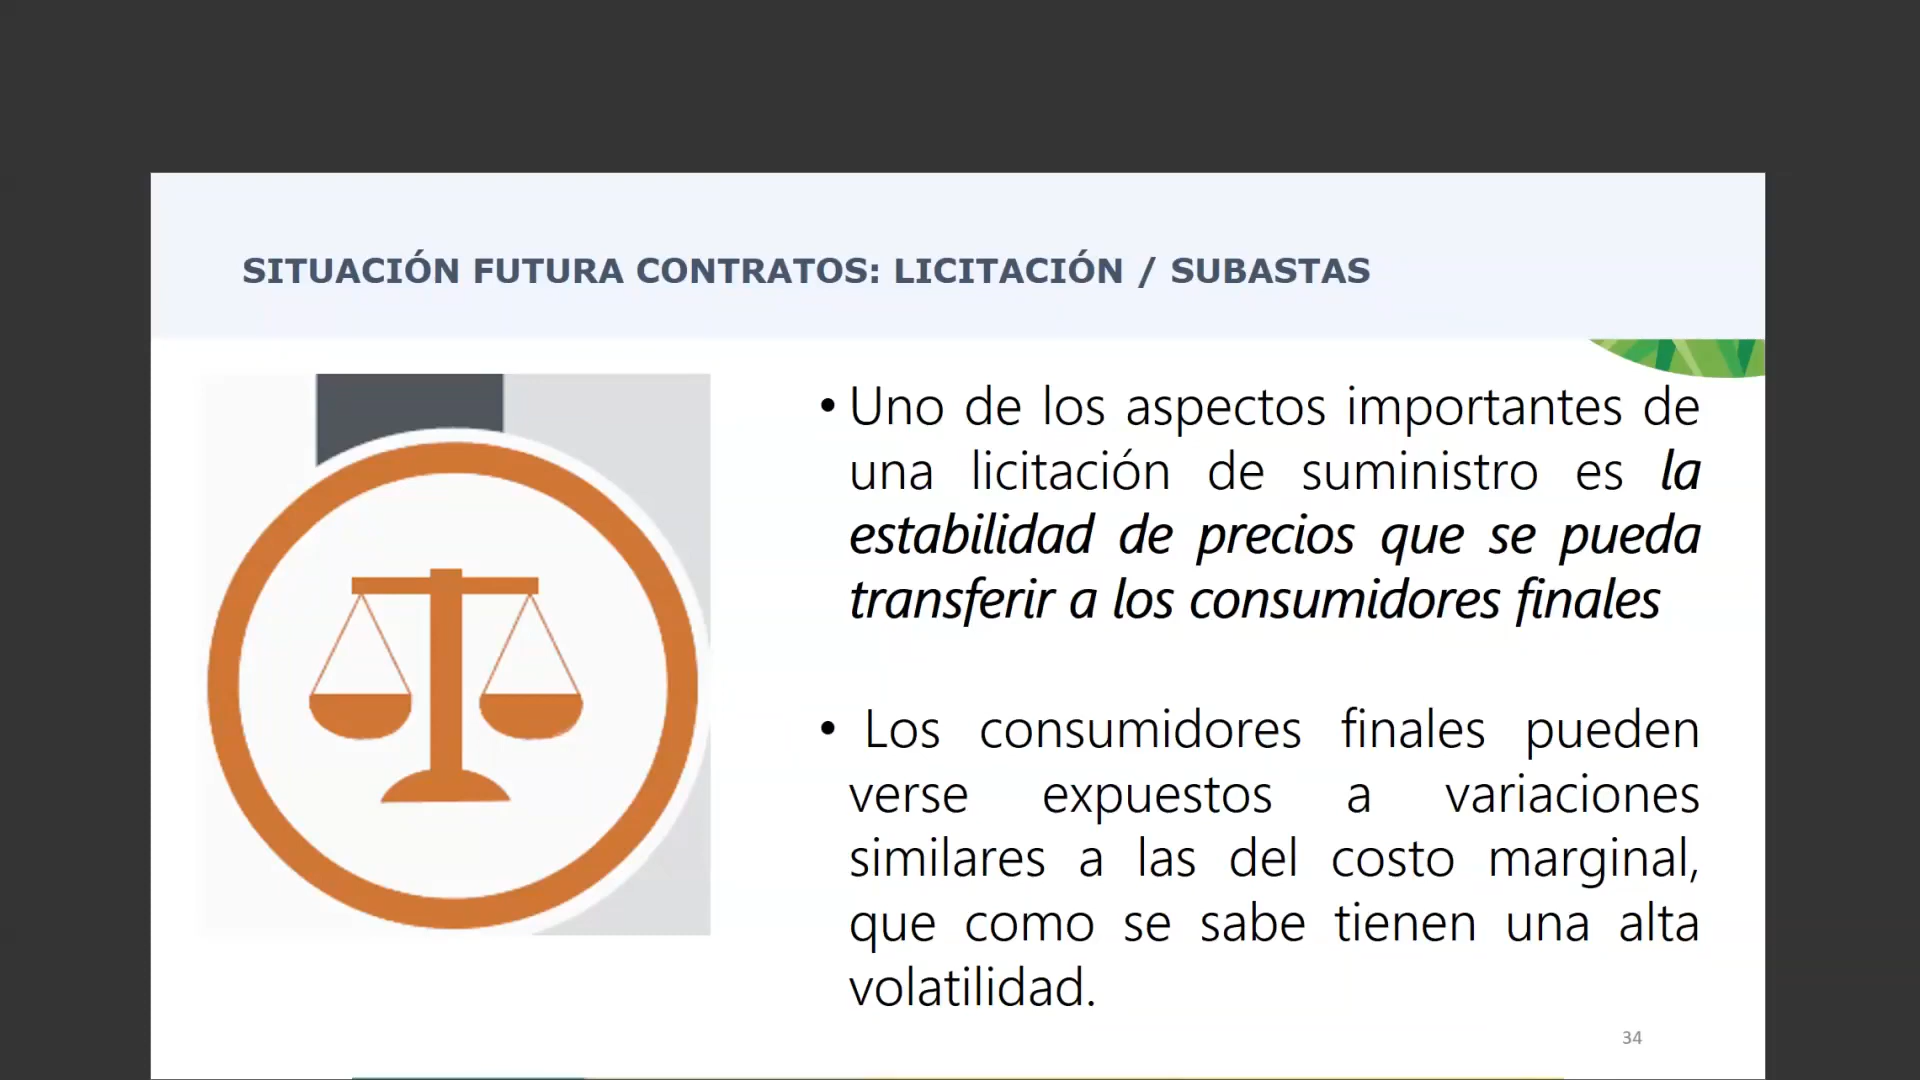 SITUACIÓN FUTURA CONTRATOS: LICITACIÓN / SUBASTAS
• Uno de los aspectos importantes de
una licitación de suministro es la
estabilidad de precios que se pueda
transferir a los consumidores finales
• Los consumidores finales pueden
verse expuestos a variaciones
similares a las del costo marginal,
que como se sabe tienen una alta
volatilidad.
34